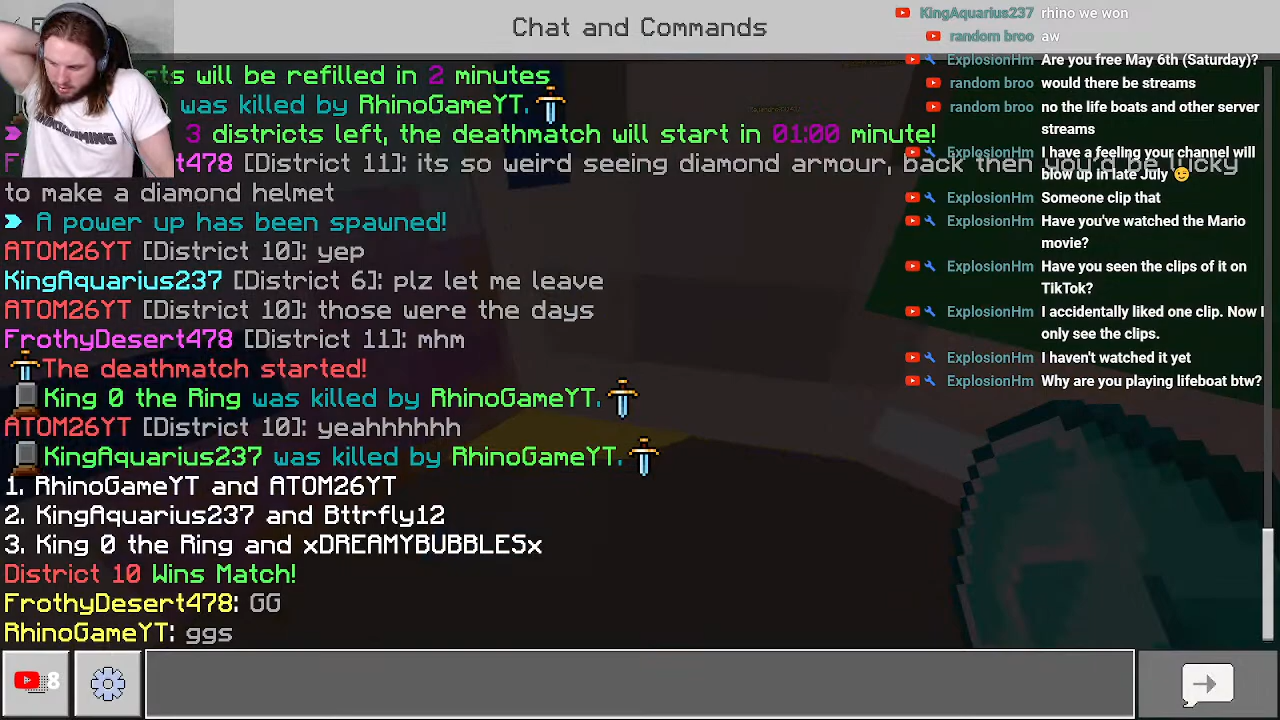 Chat and Commands
sts will be refilled in 2 minutes
was killed by RhinoGameYT.
3 districts left, the deathmatch will start in 01:00 minute!
t478 [District 11]: its so weird seeing diamond armour, back then you'd be lucky
to make a diamond helmet
A power up has been spawned!
ATOM26YT [District 10]: yep
KingAquarius237 [District 6]: plz let me leave
ATOM26YT [District 10]: those were the days
FrothyDesert478 [District 11]: mhm
The deathmatch started!
King 0 the Ring was killed by RhinoGameYT.
ATOM26YT [District 10]: yeahhhhhh
KingAquarius237 was killed by RhinoGameYT.
1. RhinoGameYT and ATOM26YT
2. KingAquarius237 and Bttrfly12
3. King 0 the Ring and xDREAMYBUBBLESx
District 10 Wins Match!
FrothyDesert478: GG
RhinoGameYT: ggs
8
KingAquarius237 rhino we won
random broo aw
ExplosionHm Are you free May 6th (Saturday)?
random broo would there be streams
random broo no the life boats and other server
streams
ExplosionHm I have a feeling your channel will
blow up in late July 😉
ExplosionHm Someone clip that
ExplosionHm Have you've watched the Mario
movie?
ExplosionHm Have you seen the clips of it on
TikTok?
ExplosionHm I accidentally liked one clip. Now I
only see the clips.
ExplosionHm I haven't watched it yet
ExplosionHm Why are you playing lifeboat btw?